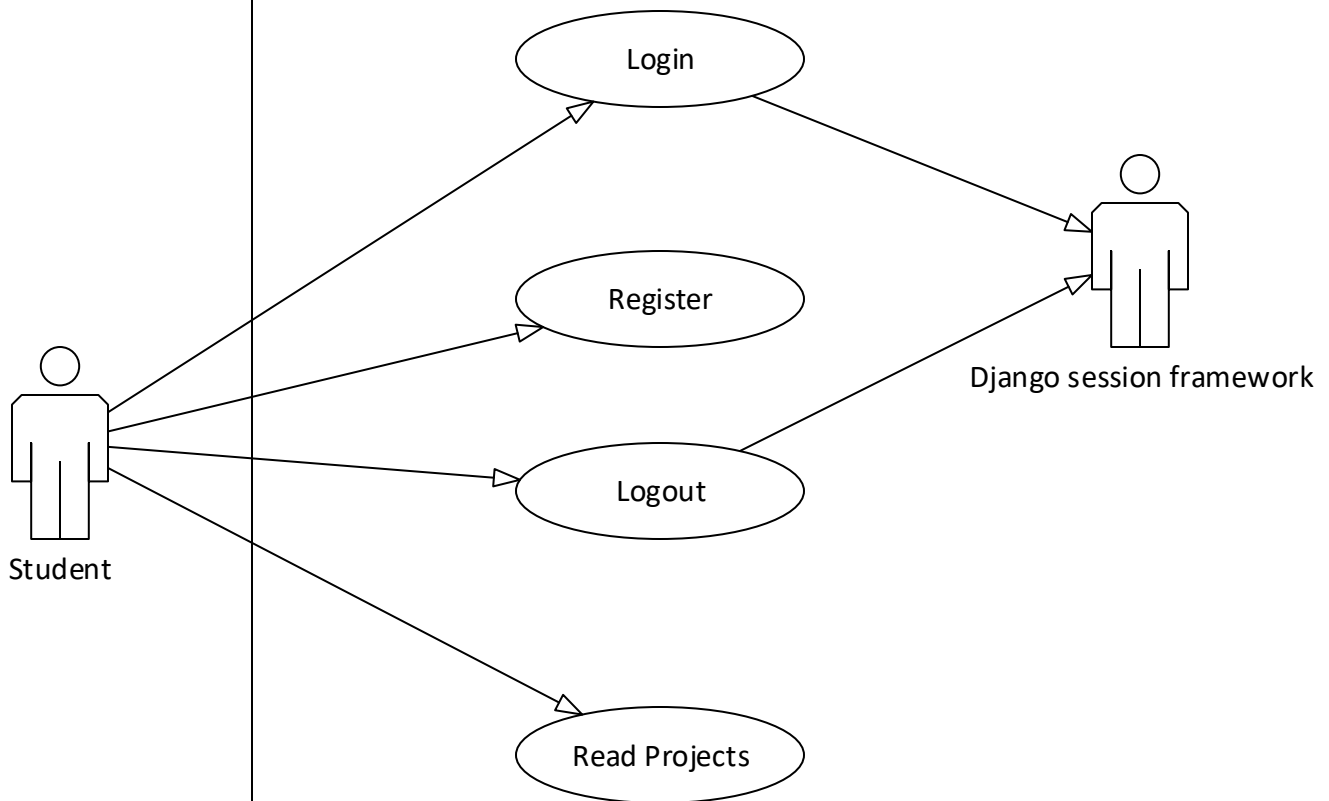 Login
Register
Django session framework
Logout
Student
Read Projects